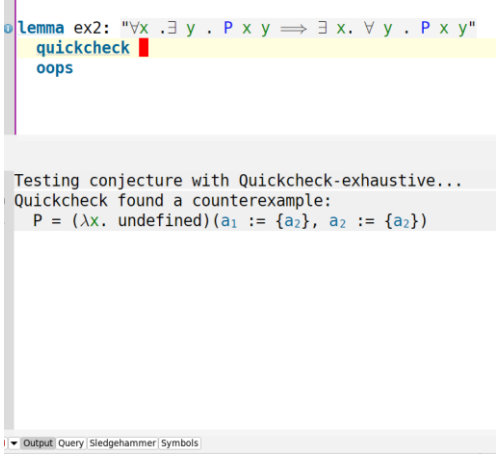 lemma ex2: "∀x .∃ y . P x y ⟹ ∃ x. ∀ y . P x y"
quickcheck
oops
Testing conjecture with Quickcheck-exhaustive...
Quickcheck found a counterexample:
P = (λx. undefined)(a₁ := {a₂}, a₂ := {a₂})
Output Query Sledgehammer Symbols